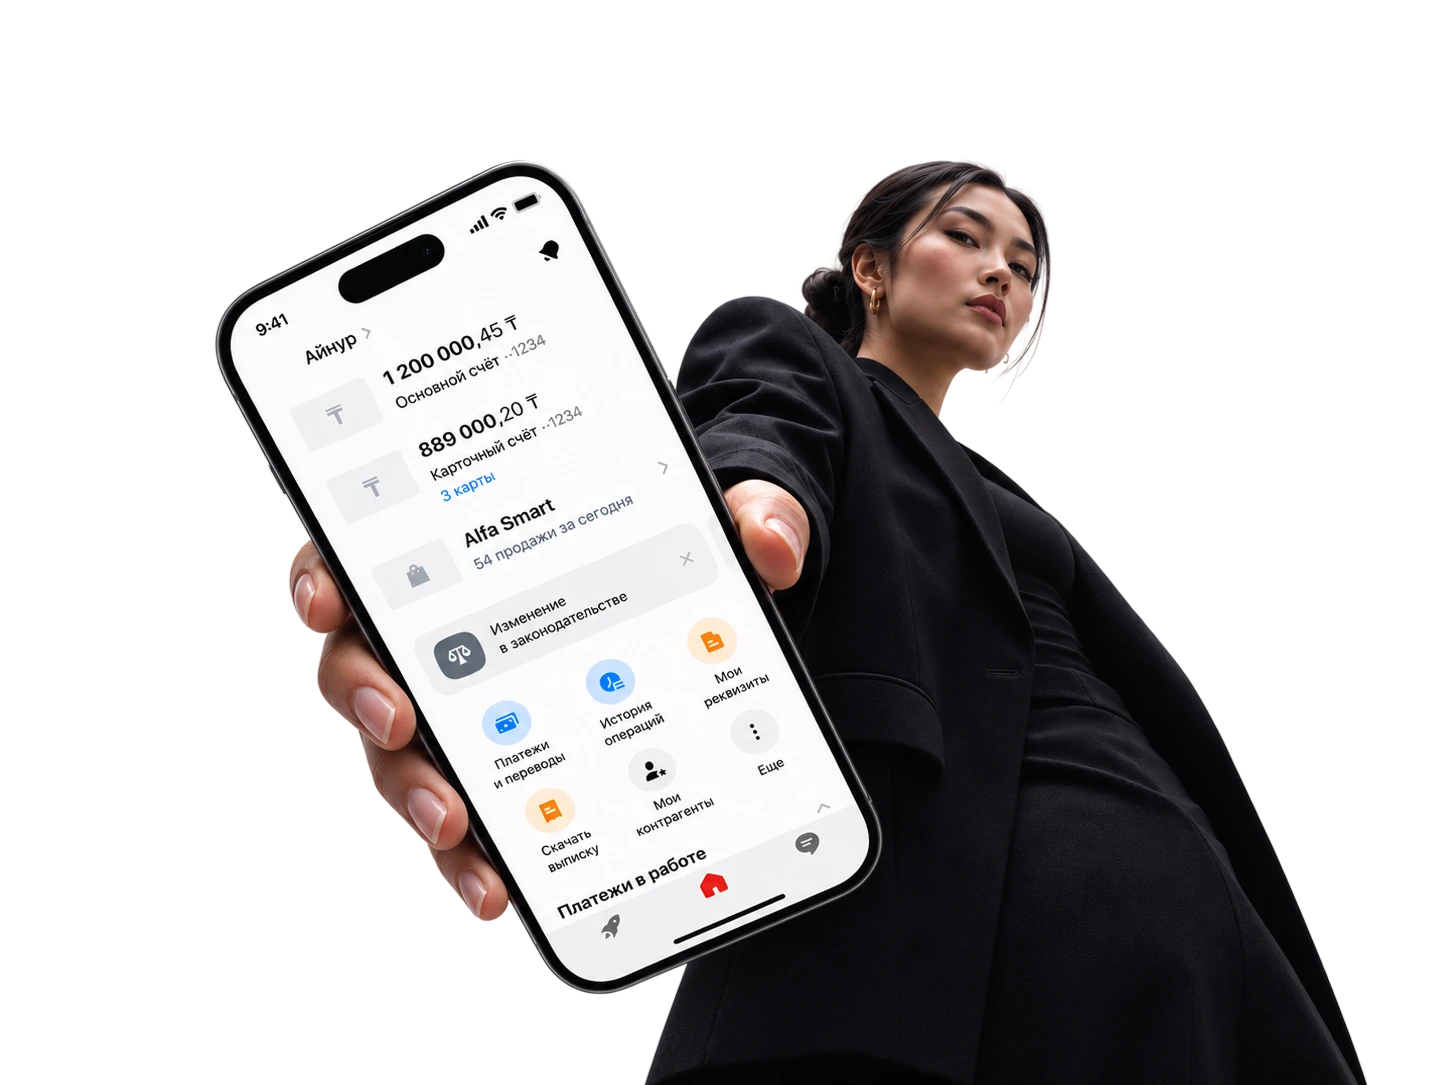 9:41
Айнур
1 200 000,45 ₸
Основной счёт ··1234
889 000,20 ₸
Карточный счёт ··1234
3 карты
Alfa Smart
54 продажи за сегодня
Изменение
в законодательстве
Платежи
и переводы
История
операций
Мои
реквизиты
Скачать
выписку
Мои
контрагенты
Еще
Платежи в работе